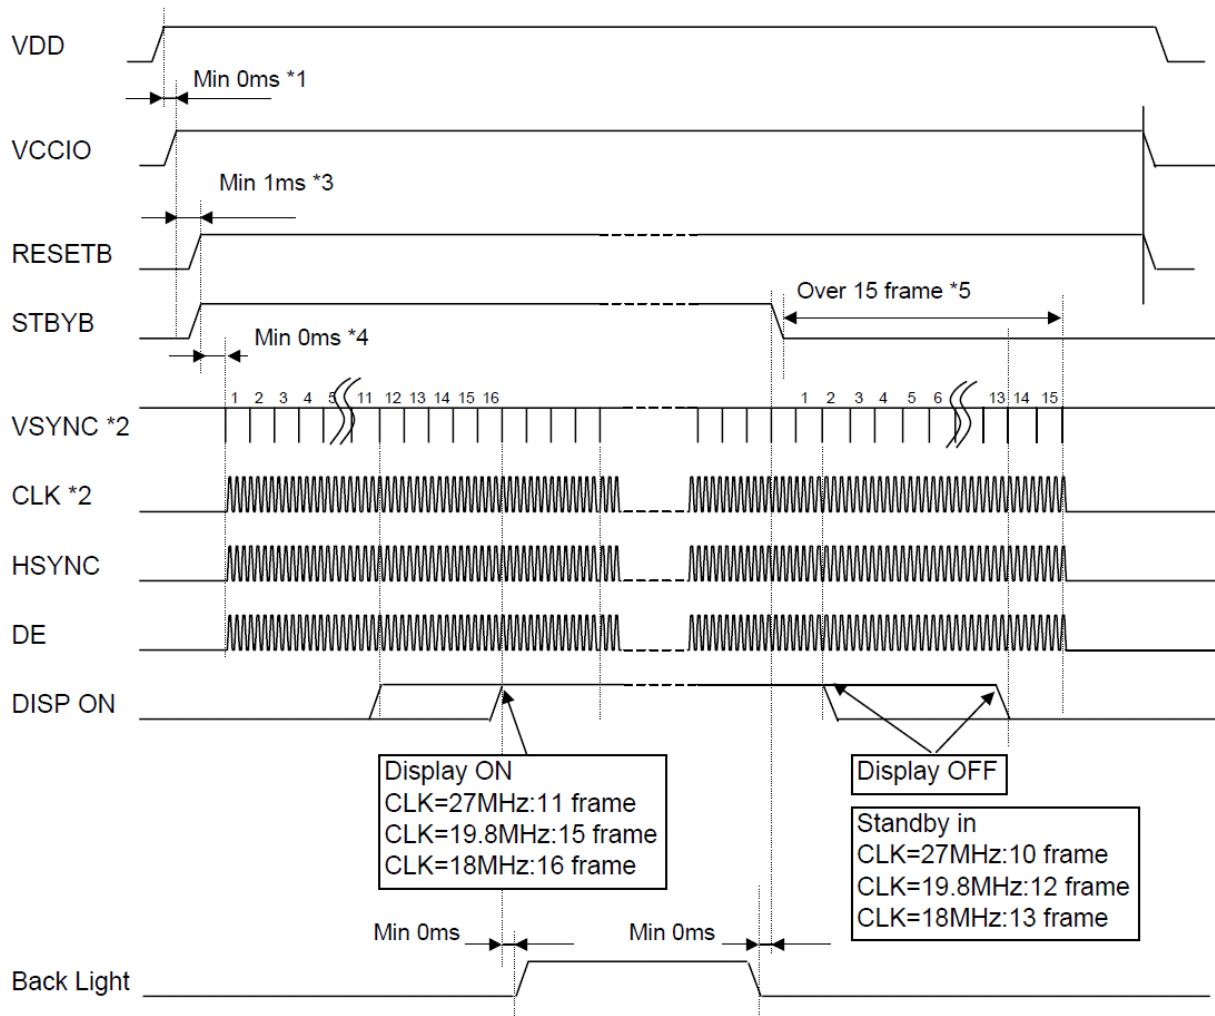 VDD
Min 0ms *1
VCCIO
Min 1ms *3
RESETB
Over 15 frame *5
STBYB
Min 0ms *4
1 2 3 4 5 11 12 13 14 15 16 1 2 3 4 5 6 13 14 15
VSYNC *2
CLK *2
HSYNC
DE
DISP ON
Display ON
CLK=27MHz:11 frame
CLK=19.8MHz:15 frame
CLK=18MHz:16 frame
Display OFF
Standby in
CLK=27MHz:10 frame
CLK=19.8MHz:12 frame
CLK=18MHz:13 frame
Min 0ms
Min 0ms
Back Light